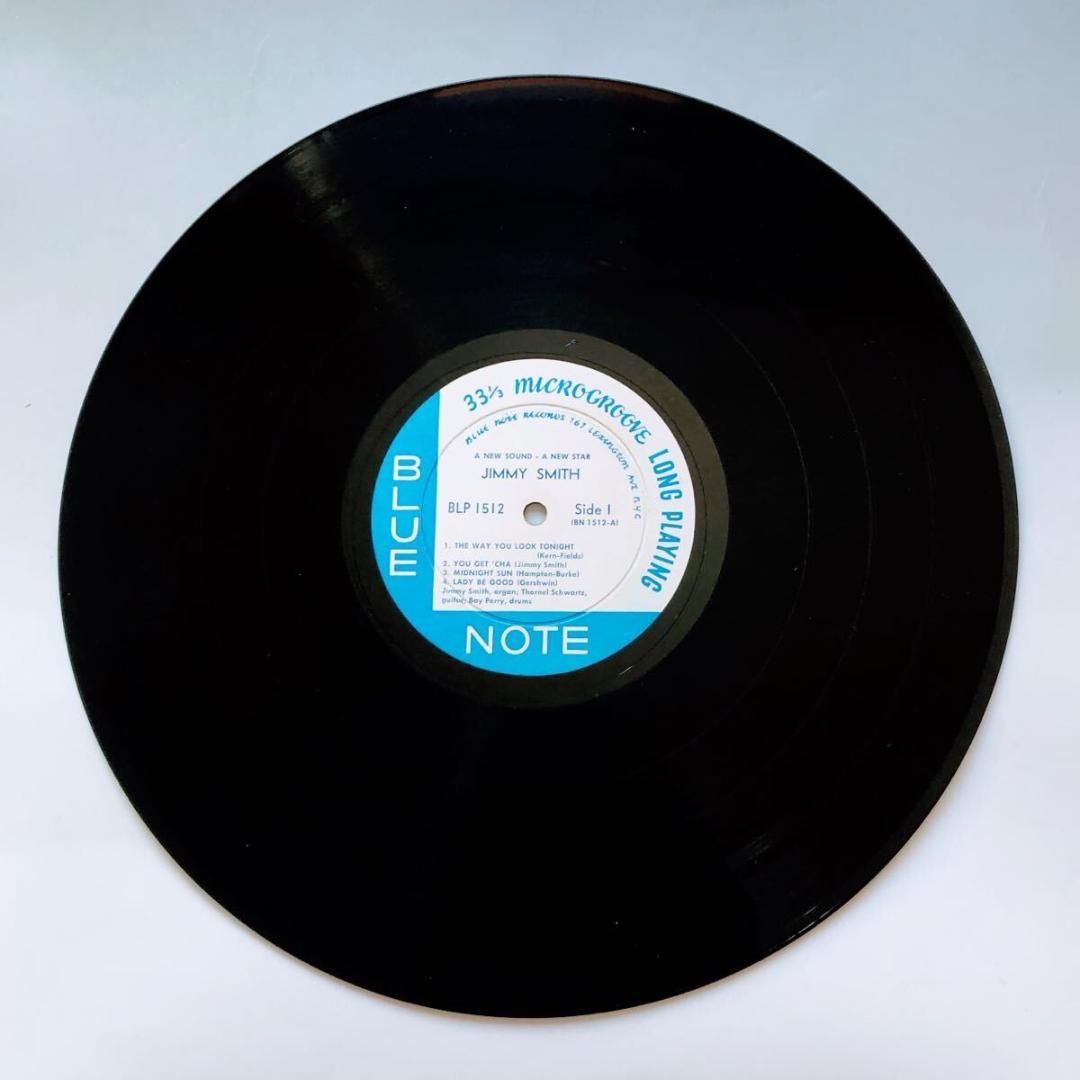 33⅓ MICROGROOVE LONG PLAYING
BLUE NOTE RECORDS 767 LEXINGTON AVE N.Y.C
A NEW SOUND - A NEW STAR
JIMMY SMITH
BLP 1512 Side 1
(BN 1512-A)
1. THE WAY YOU LOOK TONIGHT
(Kern-Fields)
2. YOU GET 'CHA (Jimmy Smith)
3. MIDNIGHT SUN (Hampton-Burke)
4. LADY BE GOOD (Gershwin)
Jimmy Smith, organ; Thornel Schwartz,
guitar; Bay Perry, drums
BLUE
NOTE